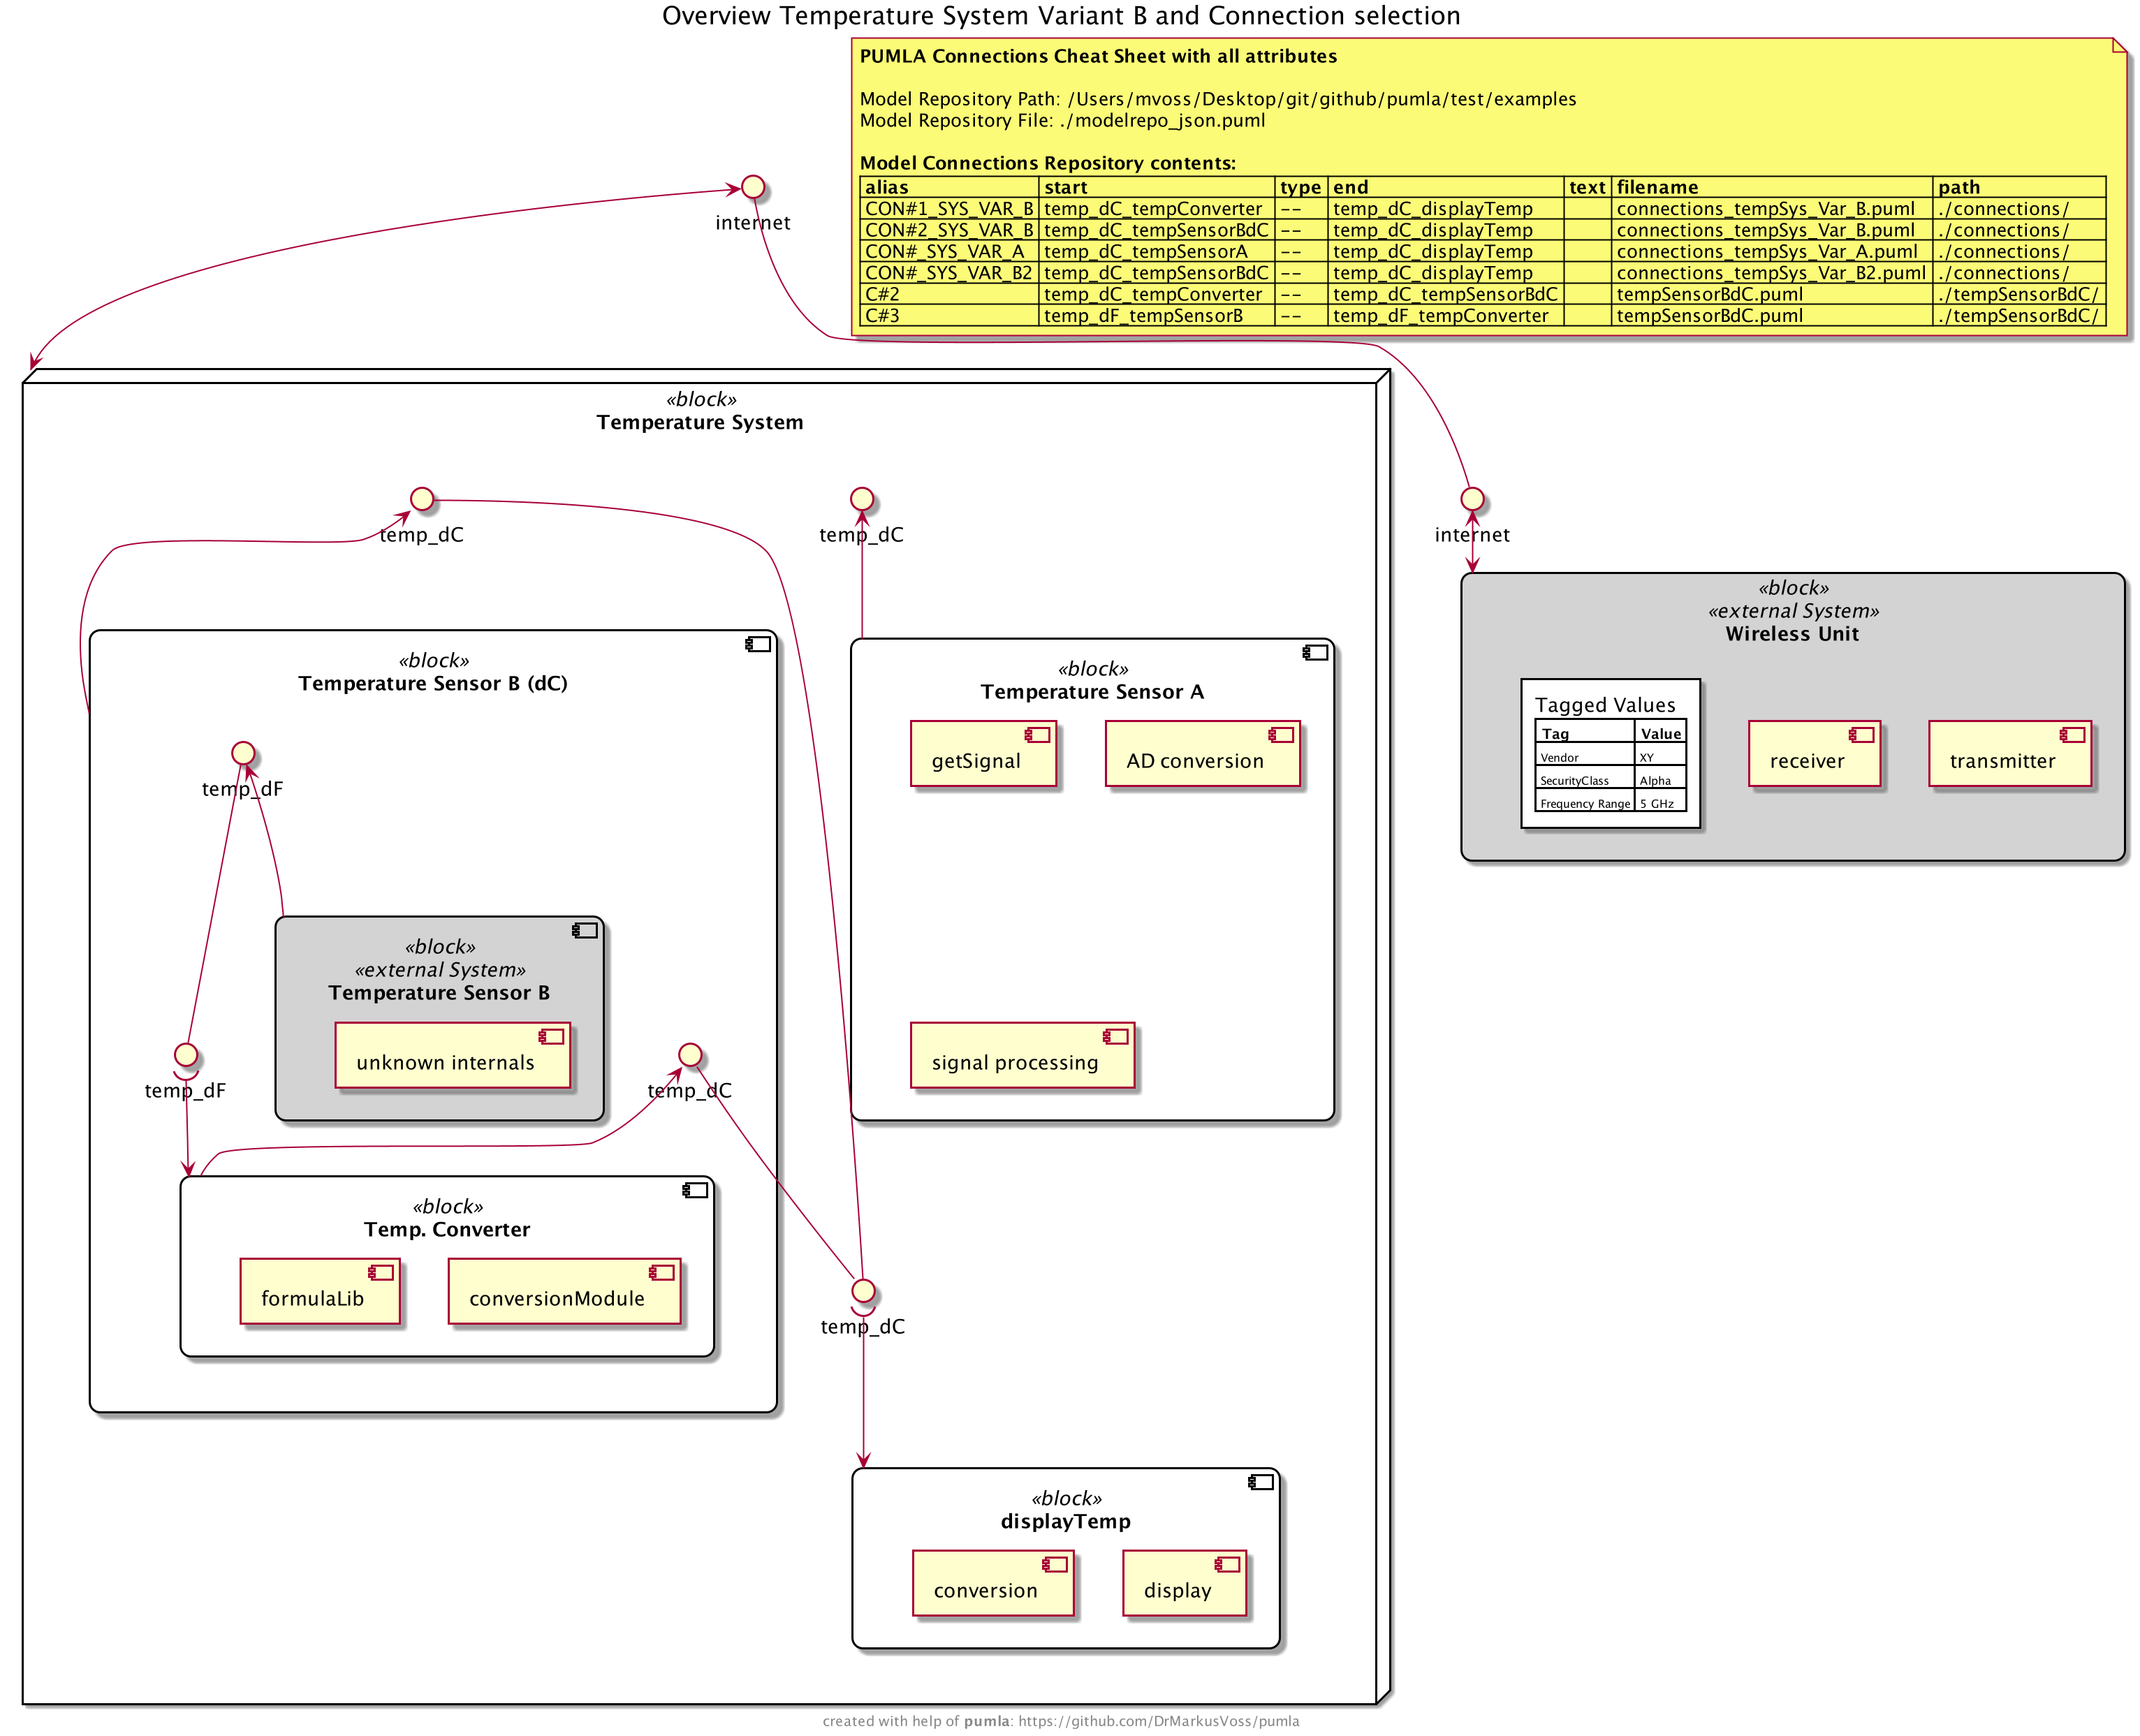 Overview Temperature System Variant B and Connection selection
PUMLA Connections Cheat Sheet with all attributes
Model Repository Path: /Users/mvoss/Desktop/git/github/pumla/test/examples
Model Repository File: ./modelrepo_json.puml
Model Connections Repository contents:
alias start type end text filename path
CON#1_SYS_VAR_B temp_dC_tempConverter -- temp_dC_displayTemp connections_tempSys_Var_B.puml ./connections/
CON#2_SYS_VAR_B temp_dC_tempSensorBdC -- temp_dC_displayTemp connections_tempSys_Var_B.puml ./connections/
CON#_SYS_VAR_A temp_dC_tempSensorA -- temp_dC_displayTemp connections_tempSys_Var_A.puml ./connections/
CON#_SYS_VAR_B2 temp_dC_tempSensorBdC -- temp_dC_displayTemp connections_tempSys_Var_B2.puml ./connections/
C#2 temp_dC_tempConverter -- temp_dC_tempSensorBdC tempSensorBdC.puml ./tempSensorBdC/
C#3 temp_dF_tempSensorB -- temp_dF_tempConverter tempSensorBdC.puml ./tempSensorBdC/
internet
«block»
Temperature System
temp_dC
temp_dC
internet
«block»
Temperature Sensor B (dC)
temp_dF
«block»
«external System»
Temperature Sensor B
unknown internals
temp_dF
temp_dC
«block»
Temp. Converter
formulaLib
conversionModule
«block»
Temperature Sensor A
getSignal
AD conversion
signal processing
temp_dC
«block»
displayTemp
conversion
display
«block»
«external System»
Wireless Unit
Tagged Values
Tag Value
Vendor XY
SecurityClass Alpha
Frequency Range 5 GHz
receiver
transmitter
created with help of pumla: https://github.com/DrMarkusVoss/pumla